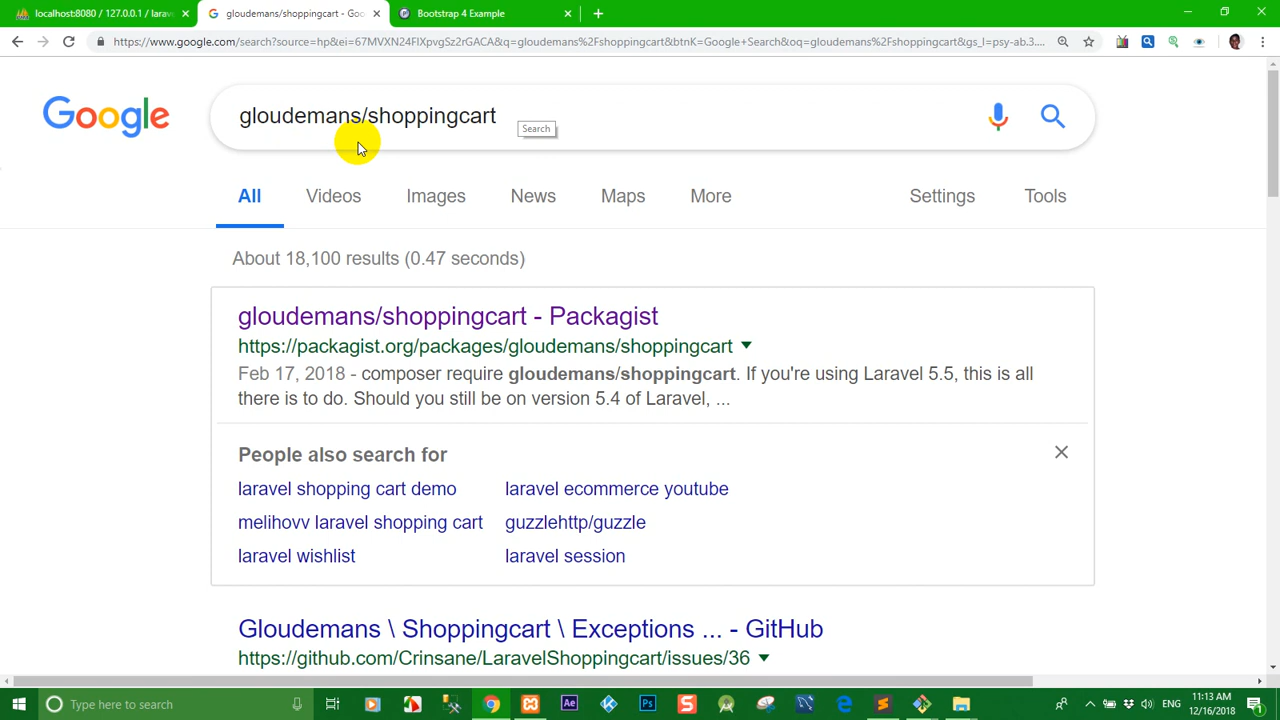 localhost:8080 / 127.0.0.1 / larav
gloudemans/shoppingcart - Goo
Bootstrap 4 Example
https://www.google.com/search?source=hp&ei=67MVXN24FIXpvgSz2rGACA&q=gloudemans%2Fshoppingcart&btnK=Google+Search&oq=gloudemans%2Fshoppingcart&gs_l=psy-ab.3....
Google
gloudemans/shoppingcart
Search
All Videos Images News Maps More Settings Tools
About 18,100 results (0.47 seconds)
gloudemans/shoppingcart - Packagist
https://packagist.org/packages/gloudemans/shoppingcart
Feb 17, 2018 - composer require gloudemans/shoppingcart. If you're using Laravel 5.5, this is all
there is to do. Should you still be on version 5.4 of Laravel, ...
People also search for
laravel shopping cart demo laravel ecommerce youtube
melihovv laravel shopping cart guzzlehttp/guzzle
laravel wishlist laravel session
Gloudemans \ Shoppingcart \ Exceptions ... - GitHub
https://github.com/Crinsane/LaravelShoppingcart/issues/36
Type here to search
Ae
Ps
S
ENG
11:13 AM
12/16/2018
1